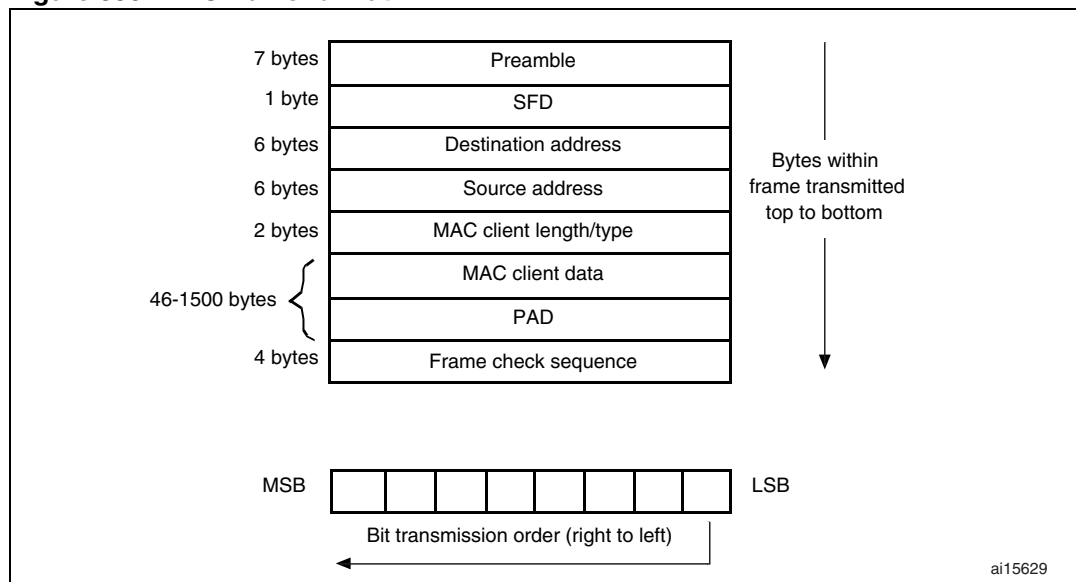 7 bytes Preamble
1 byte SFD
6 bytes Destination address
6 bytes Source address
2 bytes MAC client length/type
46-1500 bytes MAC client data
PAD
4 bytes Frame check sequence
Bytes within
frame transmitted
top to bottom
MSB LSB
Bit transmission order (right to left)
ai15629